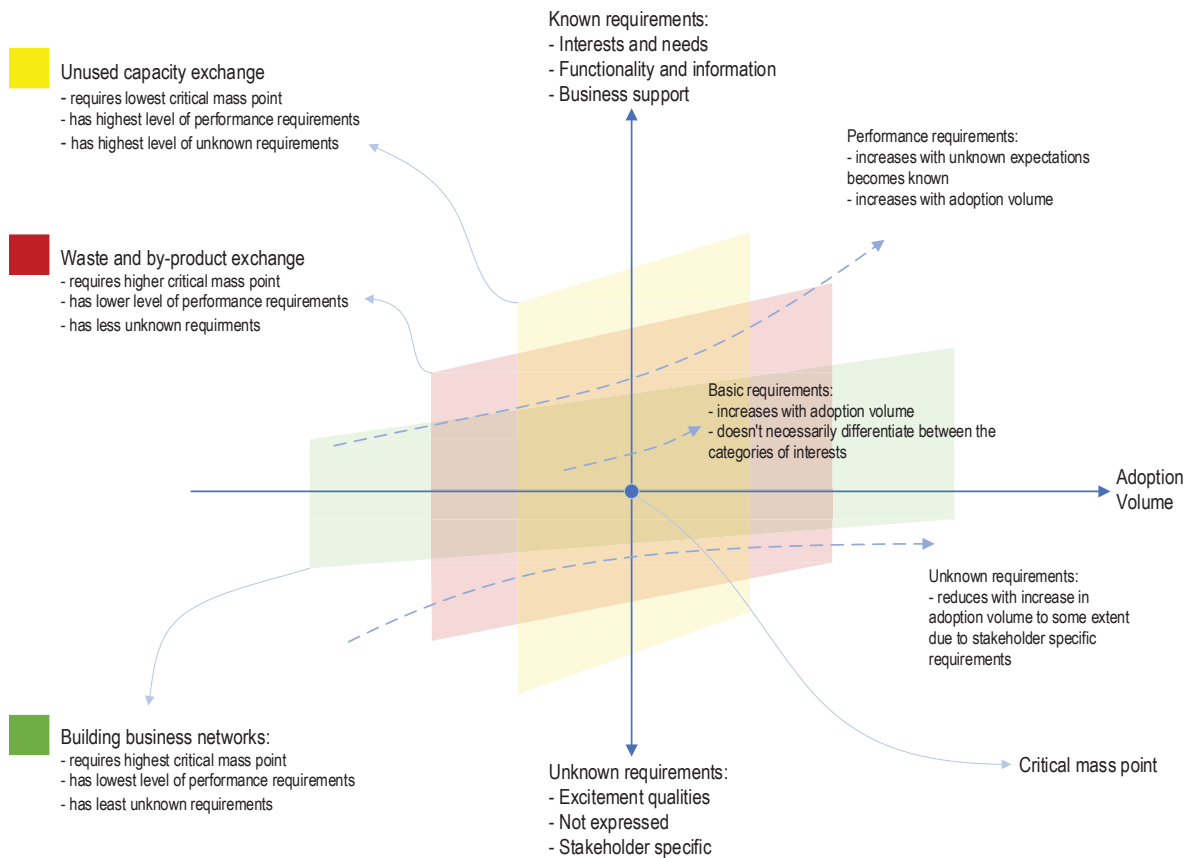 Known requirements:
- Interests and needs
- Functionality and information
- Business support
Unused capacity exchange
- requires lowest critical mass point
- has highest level of performance requirements
- has highest level of unknown requirements
Performance requirements:
- increases with unknown expectations
becomes known
- increases with adoption volume
Waste and by-product exchange
- requires higher critical mass point
- has lower level of performance requirements
- has less unknown requirments
Basic requirements:
- increases with adoption volume
- doesn't necessarily differentiate between the
categories of interests
Adoption
Volume
Unknown requirements:
- reduces with increase in
adoption volume to some extent
due to stakeholder specific
requirements
Building business networks:
- requires highest critical mass point
- has lowest level of performance requirements
- has least unknown requirements
Unknown requirements:
- Excitement qualities
- Not expressed
- Stakeholder specific
Critical mass point